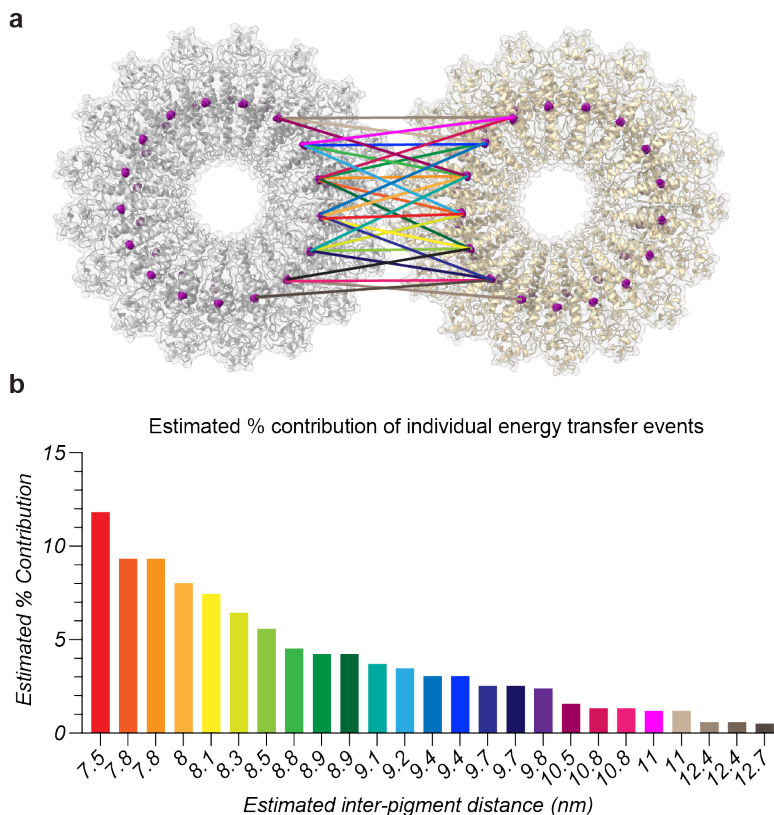 a
b
Estimated % contribution of individual energy transfer events
Estimated % Contribution
15
10
5
0
7.5 7.8 7.8 8 8.1 8.3 8.5 8.8 8.9 8.9 9.1 9.2 9.4 9.4 9.7 9.7 9.8 10.5 10.8 10.8 11 11 12.4 12.4 12.7
Estimated inter-pigment distance (nm)